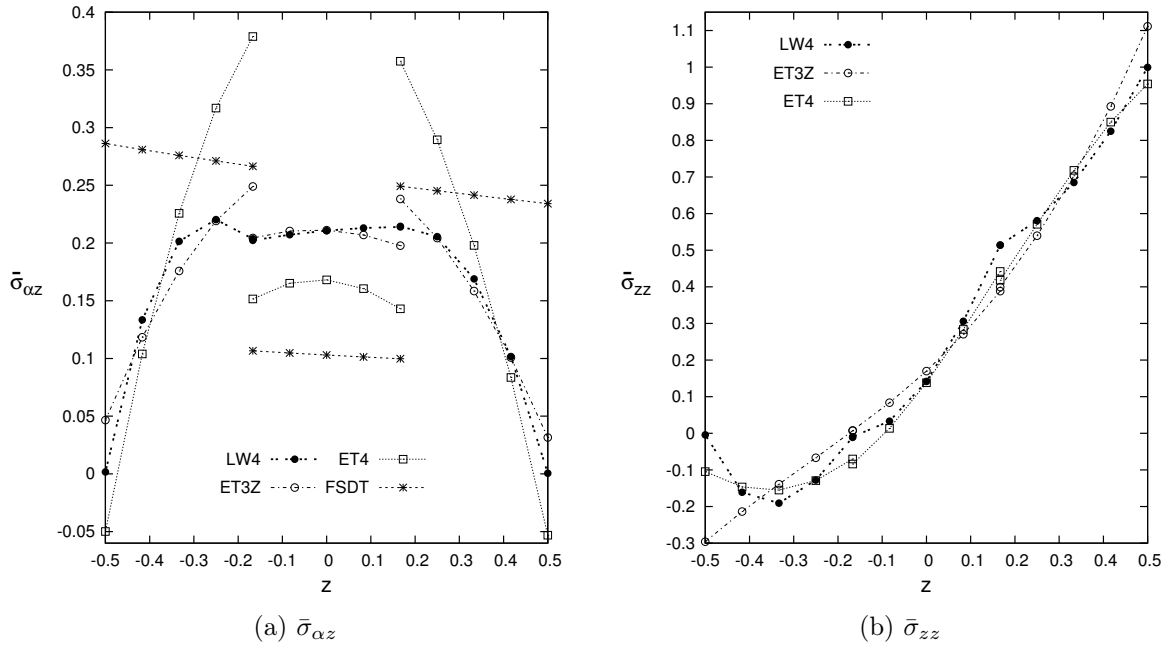 0.4
0.35
0.3
0.25
0.2
0.15
0.1
0.05
0
-0.05
σ̄αz
-0.5 -0.4 -0.3 -0.2 -0.1 0 0.1 0.2 0.3 0.4 0.5
z
LW4 ET4
ET3Z FSDT
(a) σ̄αz
1.1
1
0.9
0.8
0.7
0.6
0.5
0.4
0.3
0.2
0.1
0
-0.1
-0.2
-0.3
σ̄zz
-0.5 -0.4 -0.3 -0.2 -0.1 0 0.1 0.2 0.3 0.4 0.5
z
LW4
ET3Z
ET4
(b) σ̄zz